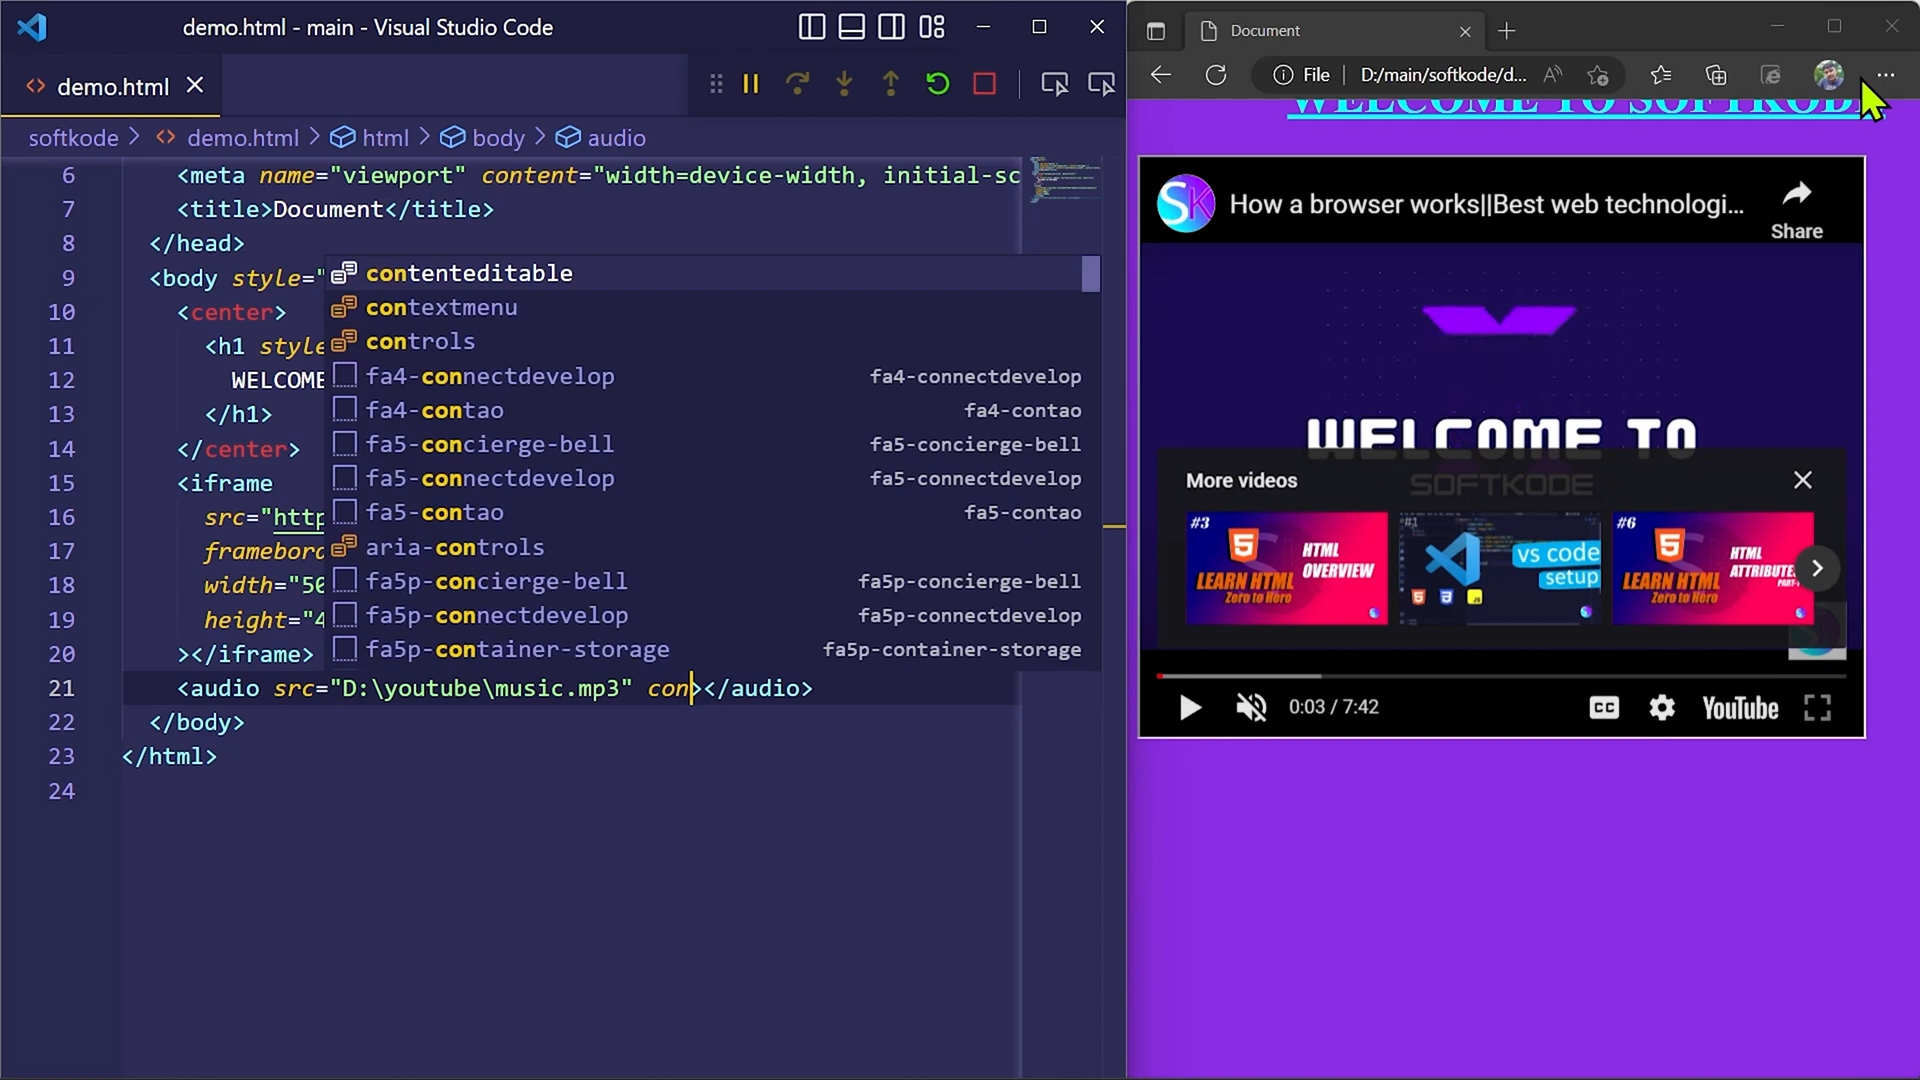 demo.html - main - Visual Studio Code
demo.html
softkode > demo.html > html > body > audio
6 <meta name="viewport" content="width=device-width, initial-sc
7 <title>Document</title>
8 </head>
9 <body style="
10 <center>
11 <h1 style
12 WELCOME
13 </h1>
14 </center>
15 <iframe
16 src="http
17 framebord
18 width="50
19 height="4
20 ></iframe>
21 <audio src="D:\youtube\music.mp3" con></audio>
22 </body>
23 </html>
24
contenteditable
contextmenu
controls
fa4-connectdevelop fa4-connectdevelop
fa4-contao fa4-contao
fa5-concierge-bell fa5-concierge-bell
fa5-connectdevelop fa5-connectdevelop
fa5-contao fa5-contao
aria-controls
fa5p-concierge-bell fa5p-concierge-bell
fa5p-connectdevelop fa5p-connectdevelop
fa5p-container-storage fa5p-container-storage
Document
File D:/main/softkode/d...
WELCOME TO SOFTKODE
SK How a browser works||Best web technologi...
Share
WELCOME TO
SOFTKODE
More videos
#3 HTML OVERVIEW
LEARN HTML
Zero to Hero
#1 vs code setup
#6 HTML ATTRIBUTE
LEARN HTML
Zero to Hero
0:03 / 7:42 CC YouTube